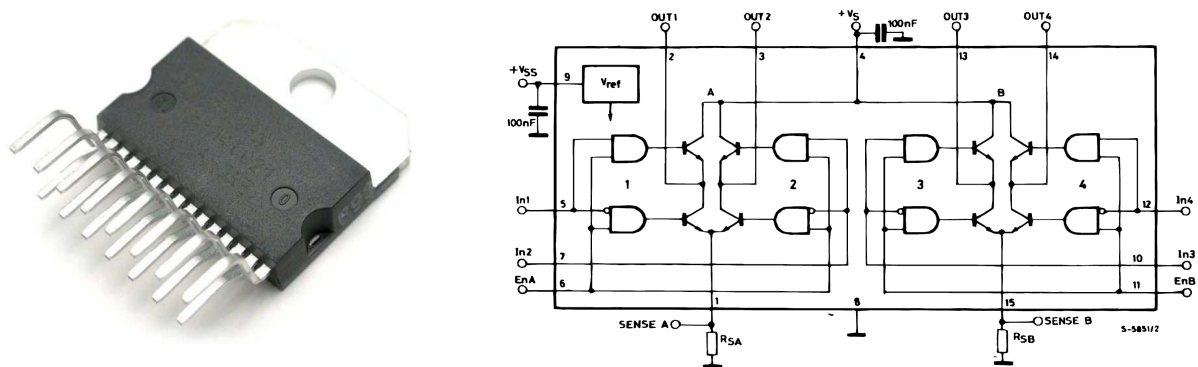 OUT1 OUT2 +VS 100nF OUT3 OUT4
2 3 4 13 14
+VSS 9 Vref
A B
100nF
1 2 3 4
In1 5 12 In4
In2 7 10 In3
EnA 6 11 EnB
1 8 15
SENSE A SENSE B
S-5851/2
RSA RSB